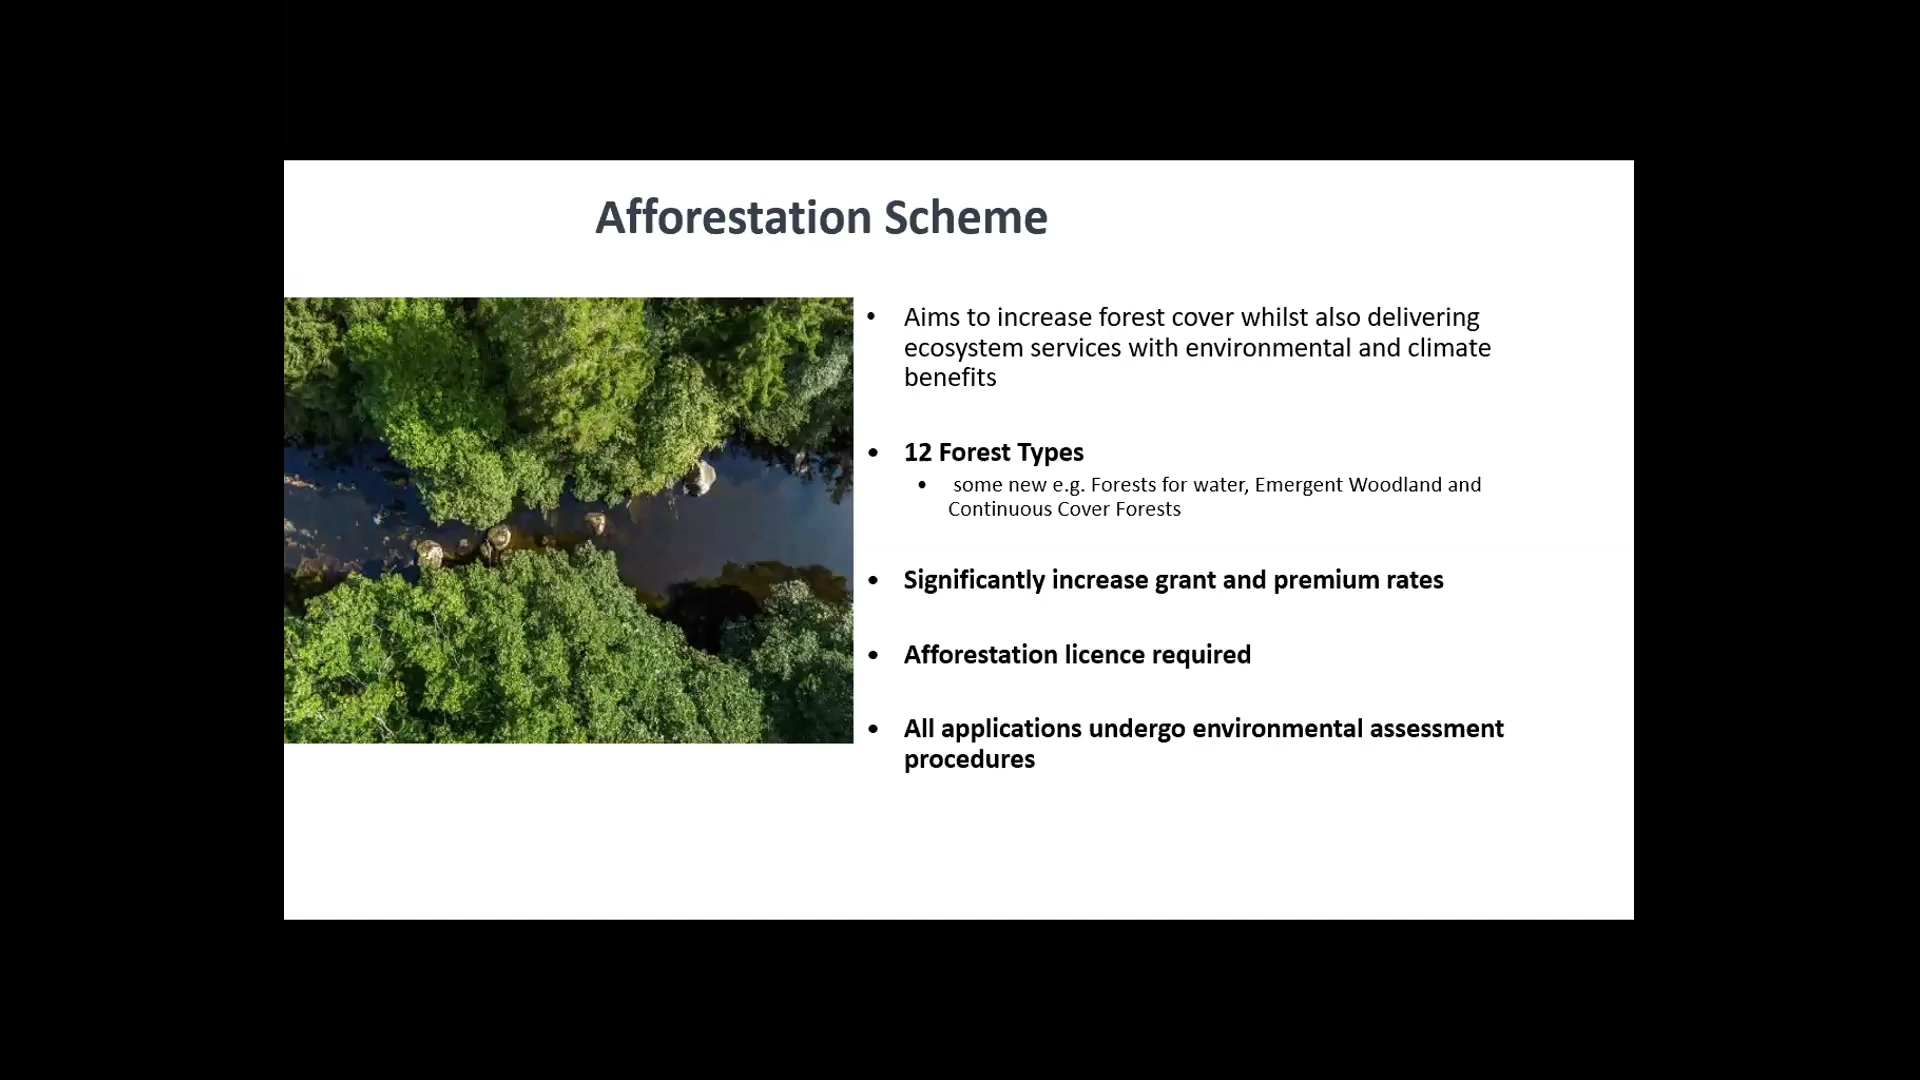 Afforestation Scheme
• Aims to increase forest cover whilst also delivering
ecosystem services with environmental and climate
benefits
• 12 Forest Types
• some new e.g. Forests for water, Emergent Woodland and
Continuous Cover Forests
• Significantly increase grant and premium rates
• Afforestation licence required
• All applications undergo environmental assessment
procedures